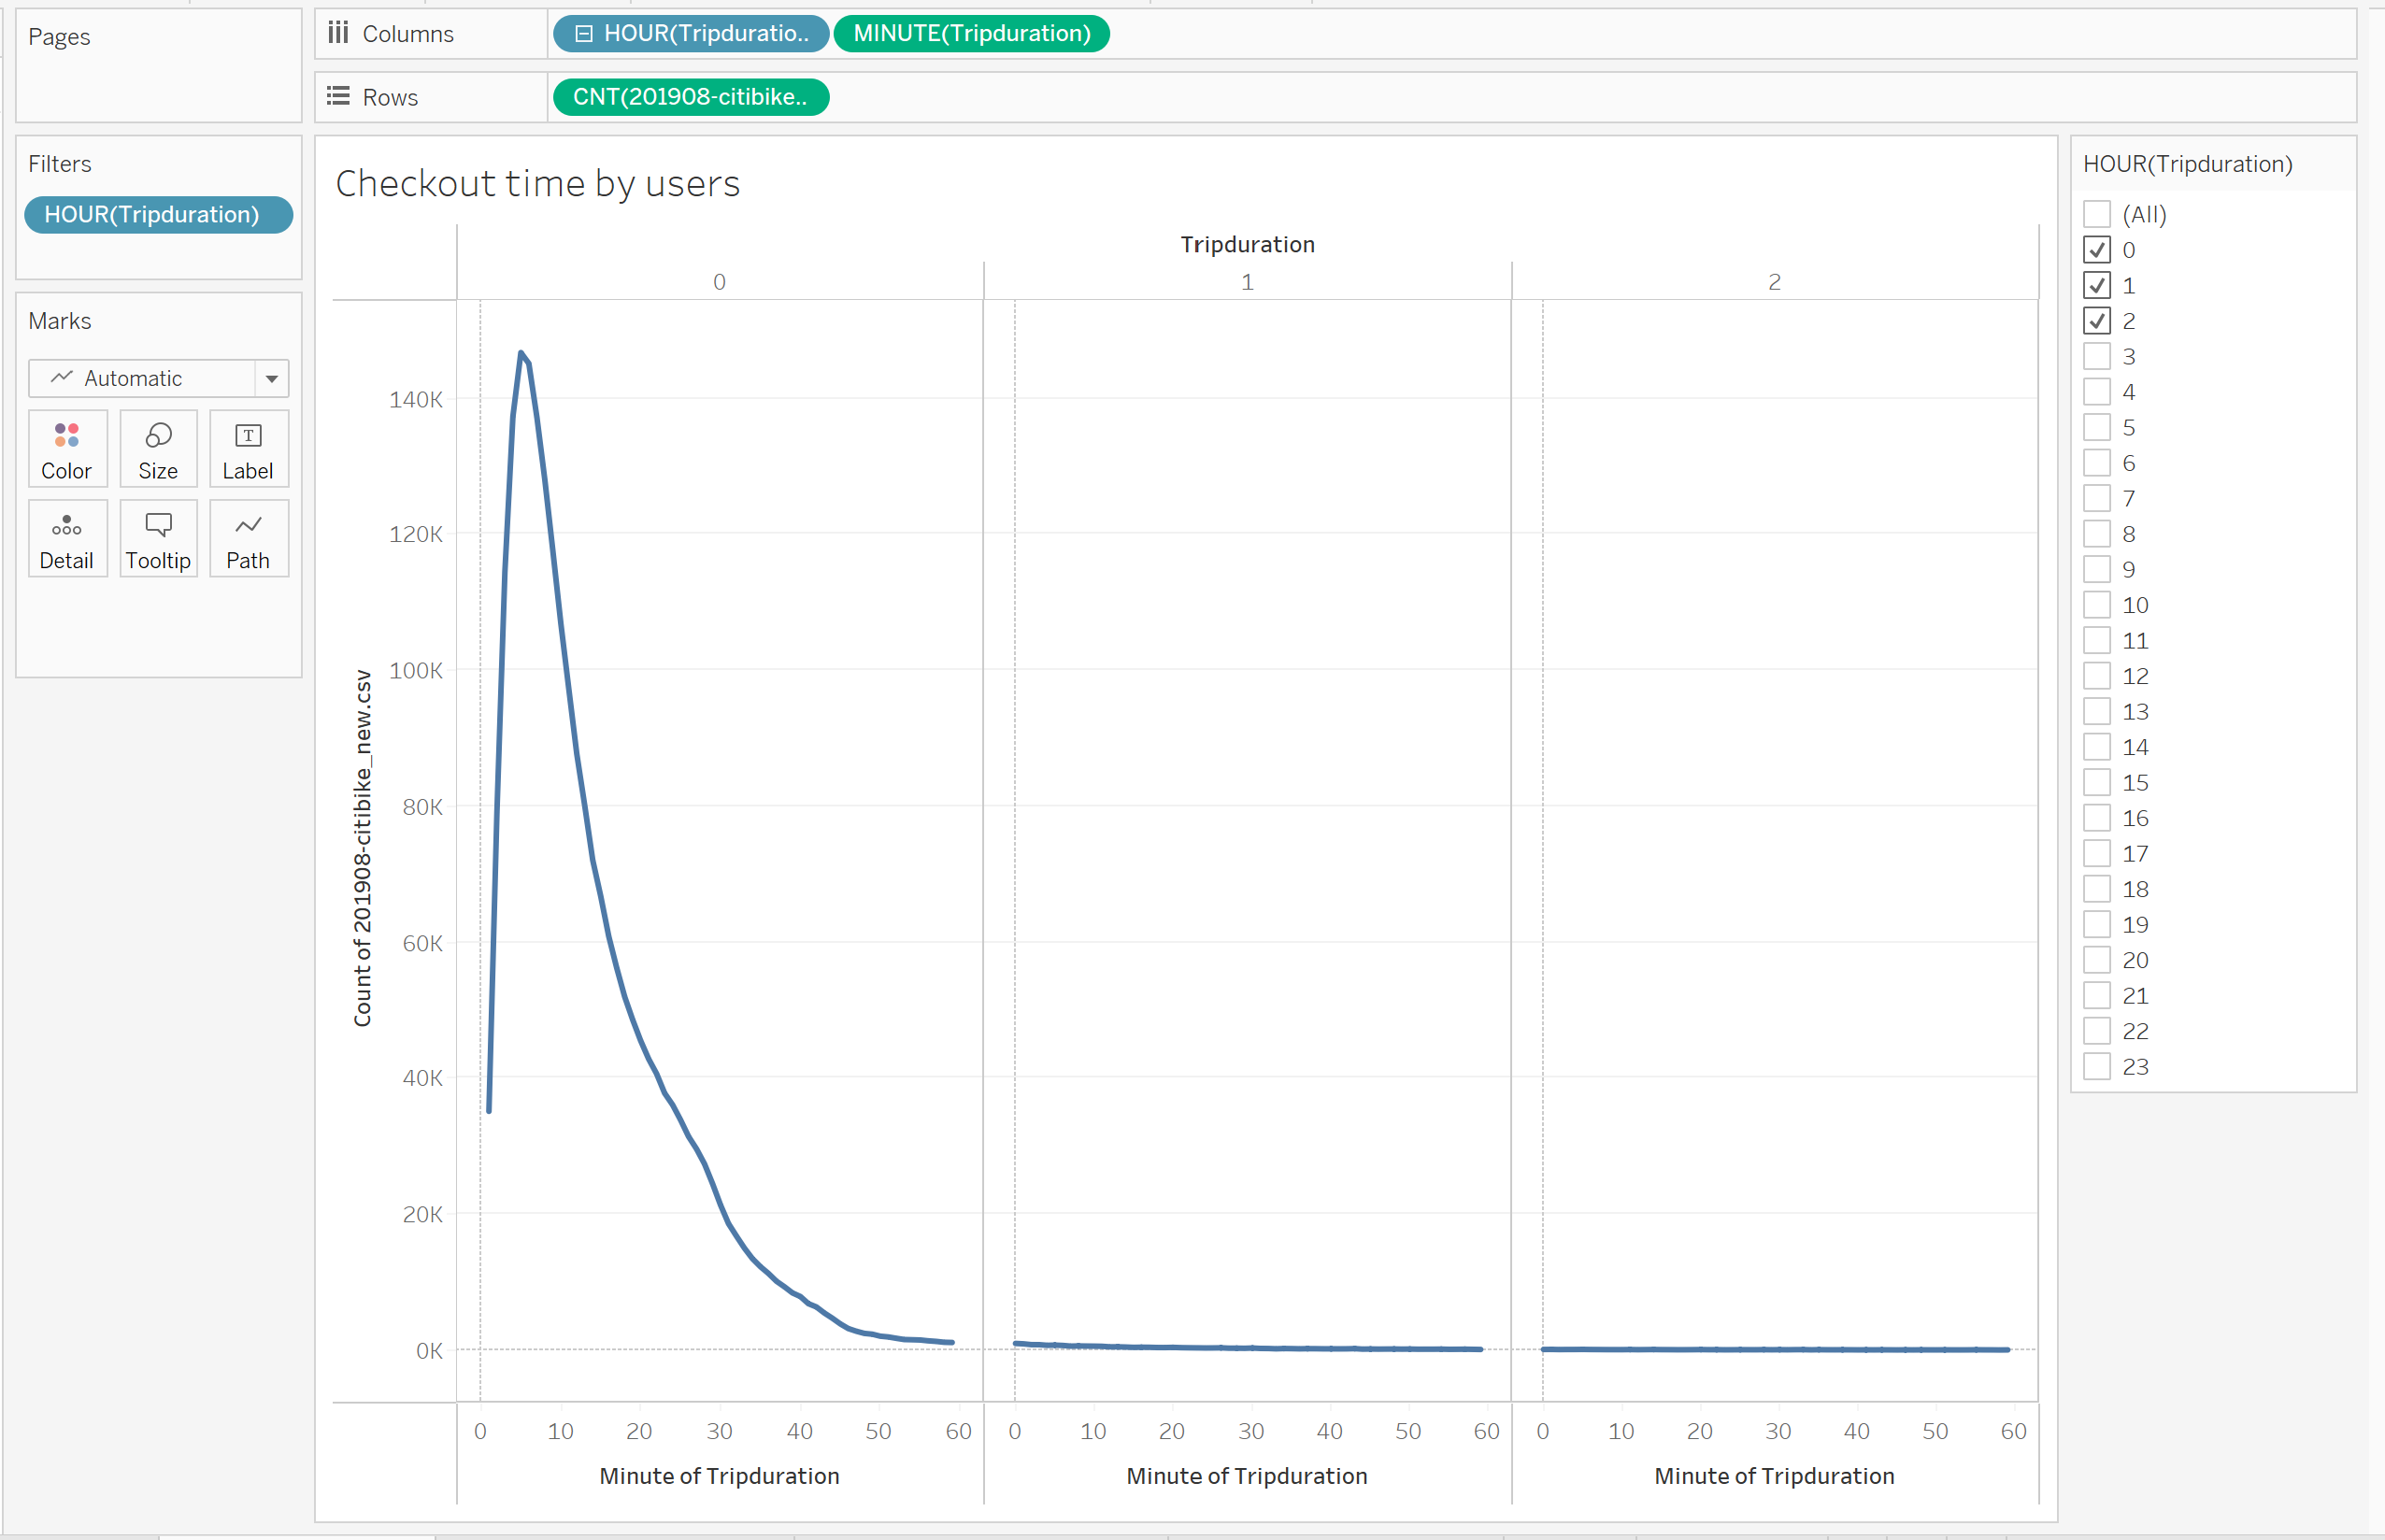 Pages
Columns
HOUR(Tripduratio..
MINUTE(Tripduration)
Rows
CNT(201908-citibike..
Filters
HOUR(Tripduration)
Marks
Automatic
Color
Size
T
Label
Detail
Tooltip
Path
Checkout time by users
Tripduration
0
1
2
Count of 201908-citibike_new.csv
140K
120K
100K
80K
60K
40K
20K
0K
0 10 20 30 40 50 60
0 10 20 30 40 50 60
0 10 20 30 40 50 60
Minute of Tripduration
Minute of Tripduration
Minute of Tripduration
HOUR(Tripduration)
(All)
0
1
2
3
4
5
6
7
8
9
10
11
12
13
14
15
16
17
18
19
20
21
22
23